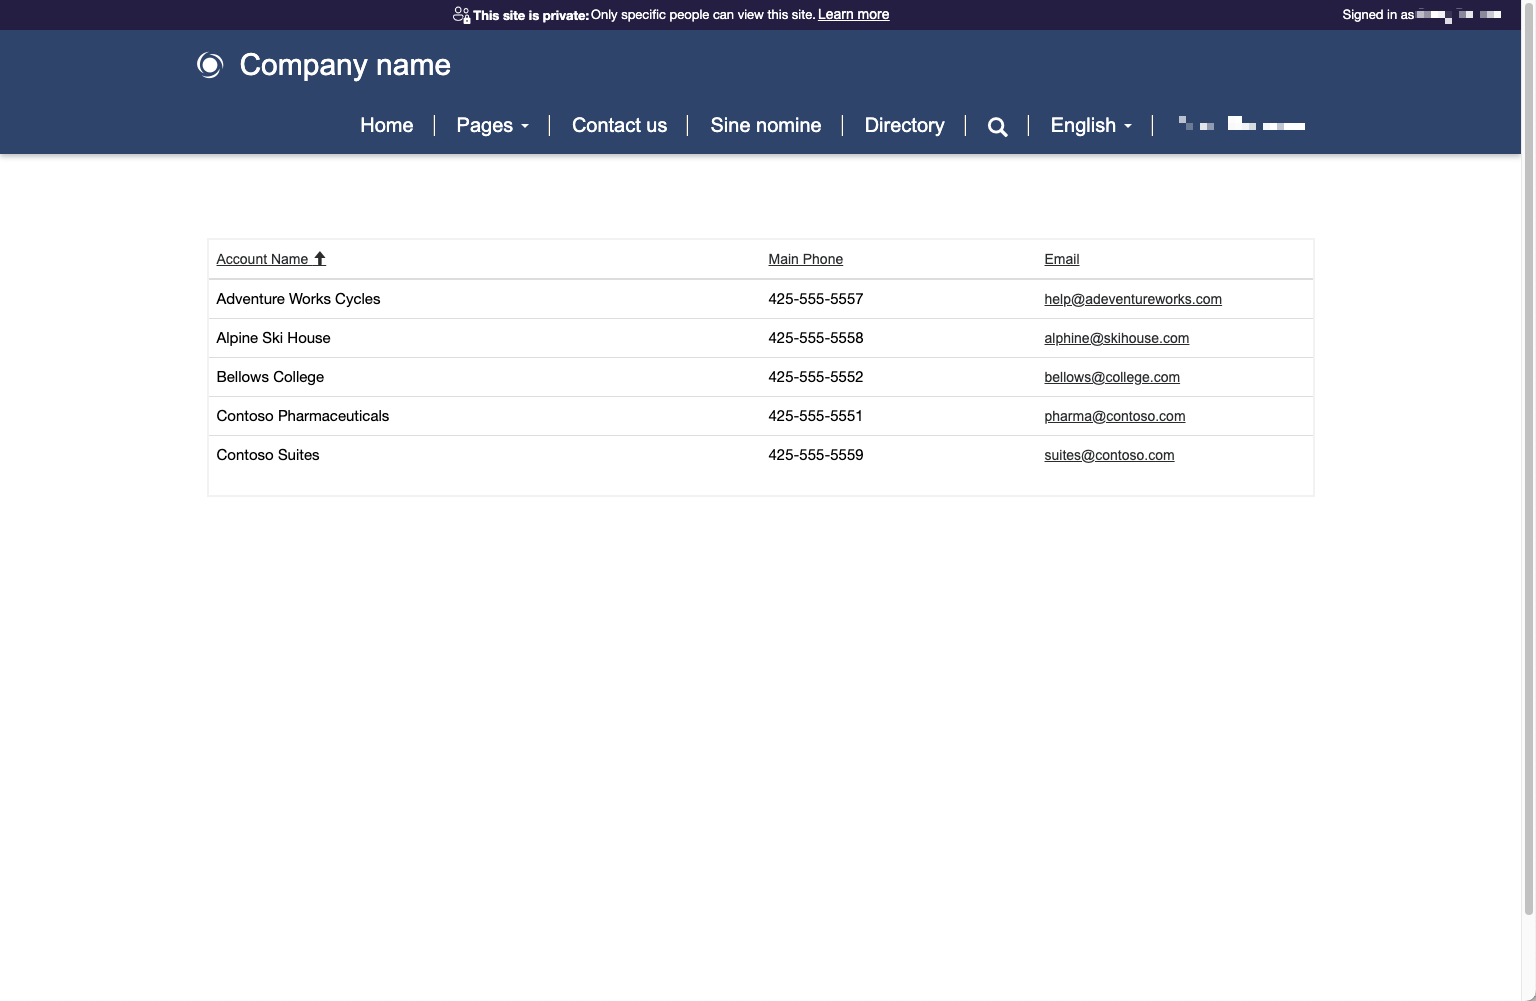 This site is private: Only specific people can view this site. Learn more Signed in as
Company name
Home Pages Contact us Sine nomine Directory English
Account Name Main Phone Email
Adventure Works Cycles 425-555-5557 help@adeventureworks.com
Alpine Ski House 425-555-5558 alphine@skihouse.com
Bellows College 425-555-5552 bellows@college.com
Contoso Pharmaceuticals 425-555-5551 pharma@contoso.com
Contoso Suites 425-555-5559 suites@contoso.com